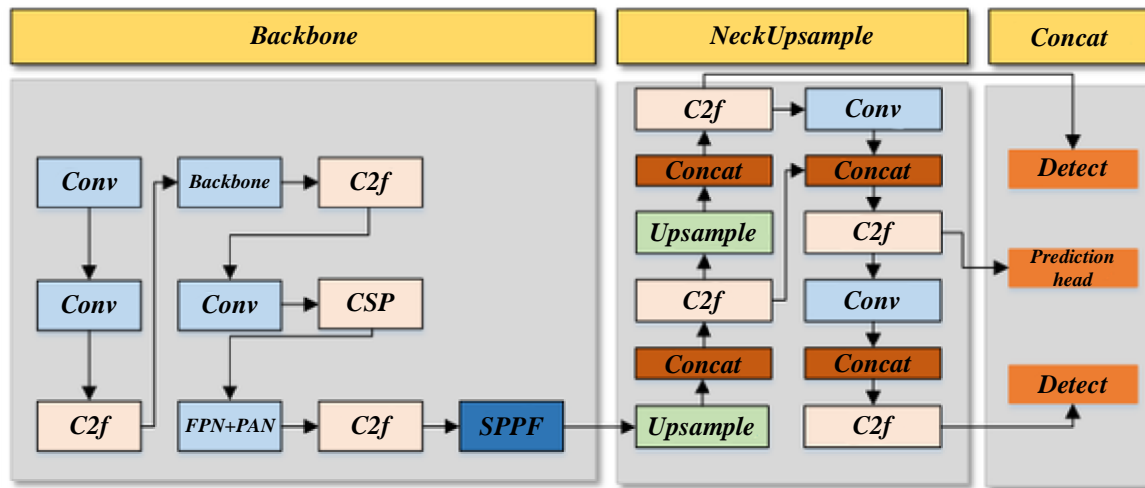 Backbone
NeckUpsample
Concat
Conv
Backbone
C2f
Conv
Conv
CSP
C2f
FPN+PAN
C2f
SPPF
C2f
Conv
Concat
Concat
Upsample
C2f
C2f
Conv
Concat
Concat
Upsample
C2f
Detect
Prediction
head
Detect